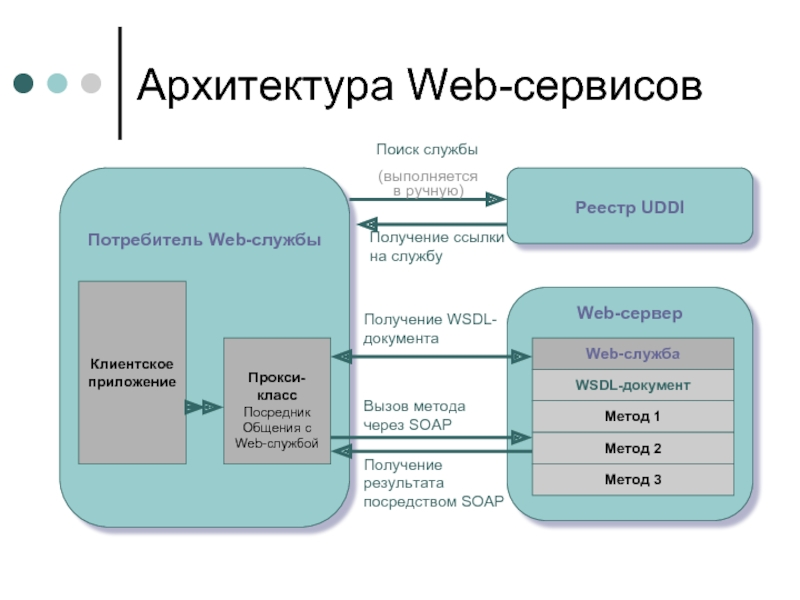 Архитектура Web-сервисов
Поиск службы
(выполняется
в ручную)
Реестр UDDI
Потребитель Web-службы
Получение ссылки
на службу
Web-сервер
Получение WSDL-
документа
Web-служба
WSDL-документ
Клиентское
приложение
Прокси-
класс
Посредник
Общения с
Web-службой
Вызов метода
через SOAP
Метод 1
Метод 2
Метод 3
Получение
результата
посредством SOAP